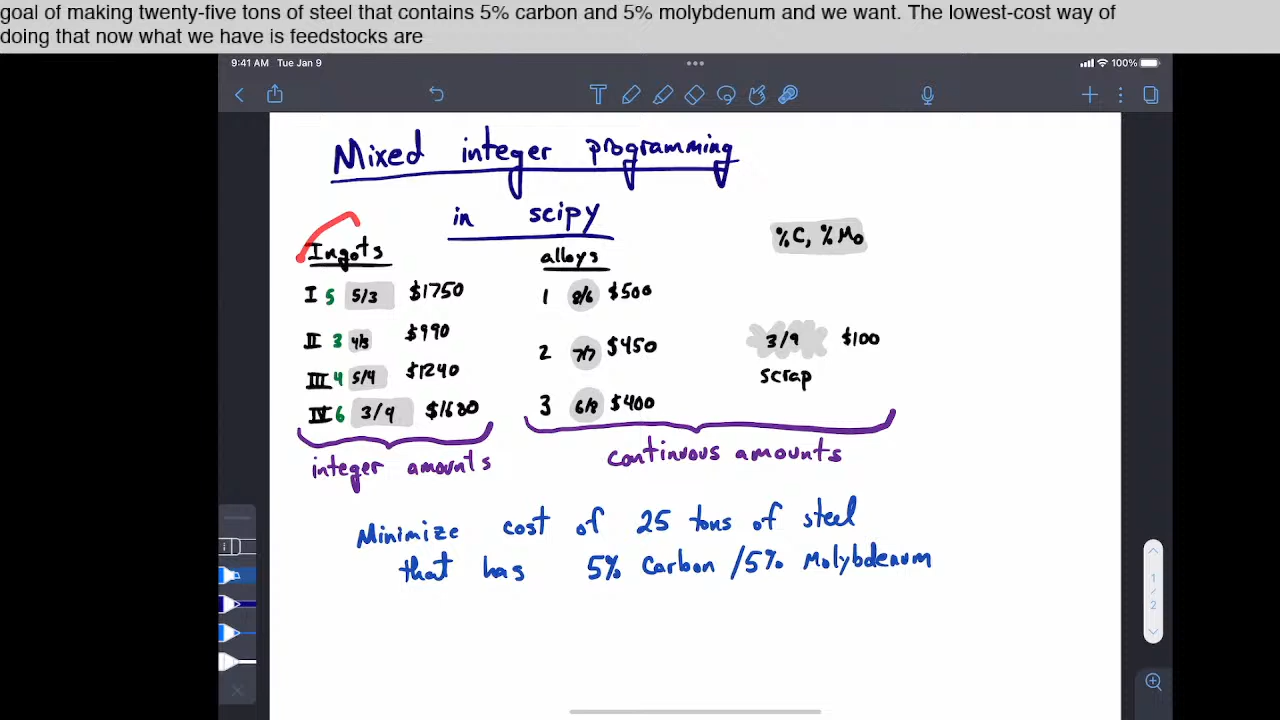 goal of making twenty-five tons of steel that contains 5% carbon and 5% molybdenum and we want. The lowest-cost way of
doing that now what we have is feedstocks are
9:41 AM Tue Jan 9
100%
Mixed integer programming
in scipy
%C, %Mo
Ingots
I 5 5/3 $1750
II 3 4/3 $990
III 4 5/4 $1240
IV 6 3/4 $1680
integer amounts
alloys
1 8/6 $500
2 7/7 $450
3 6/8 $400
3/9 $100
scrap
continuous amounts
Minimize cost of 25 tons of steel
that has 5% Carbon /5% Molybdenum
1
/
2